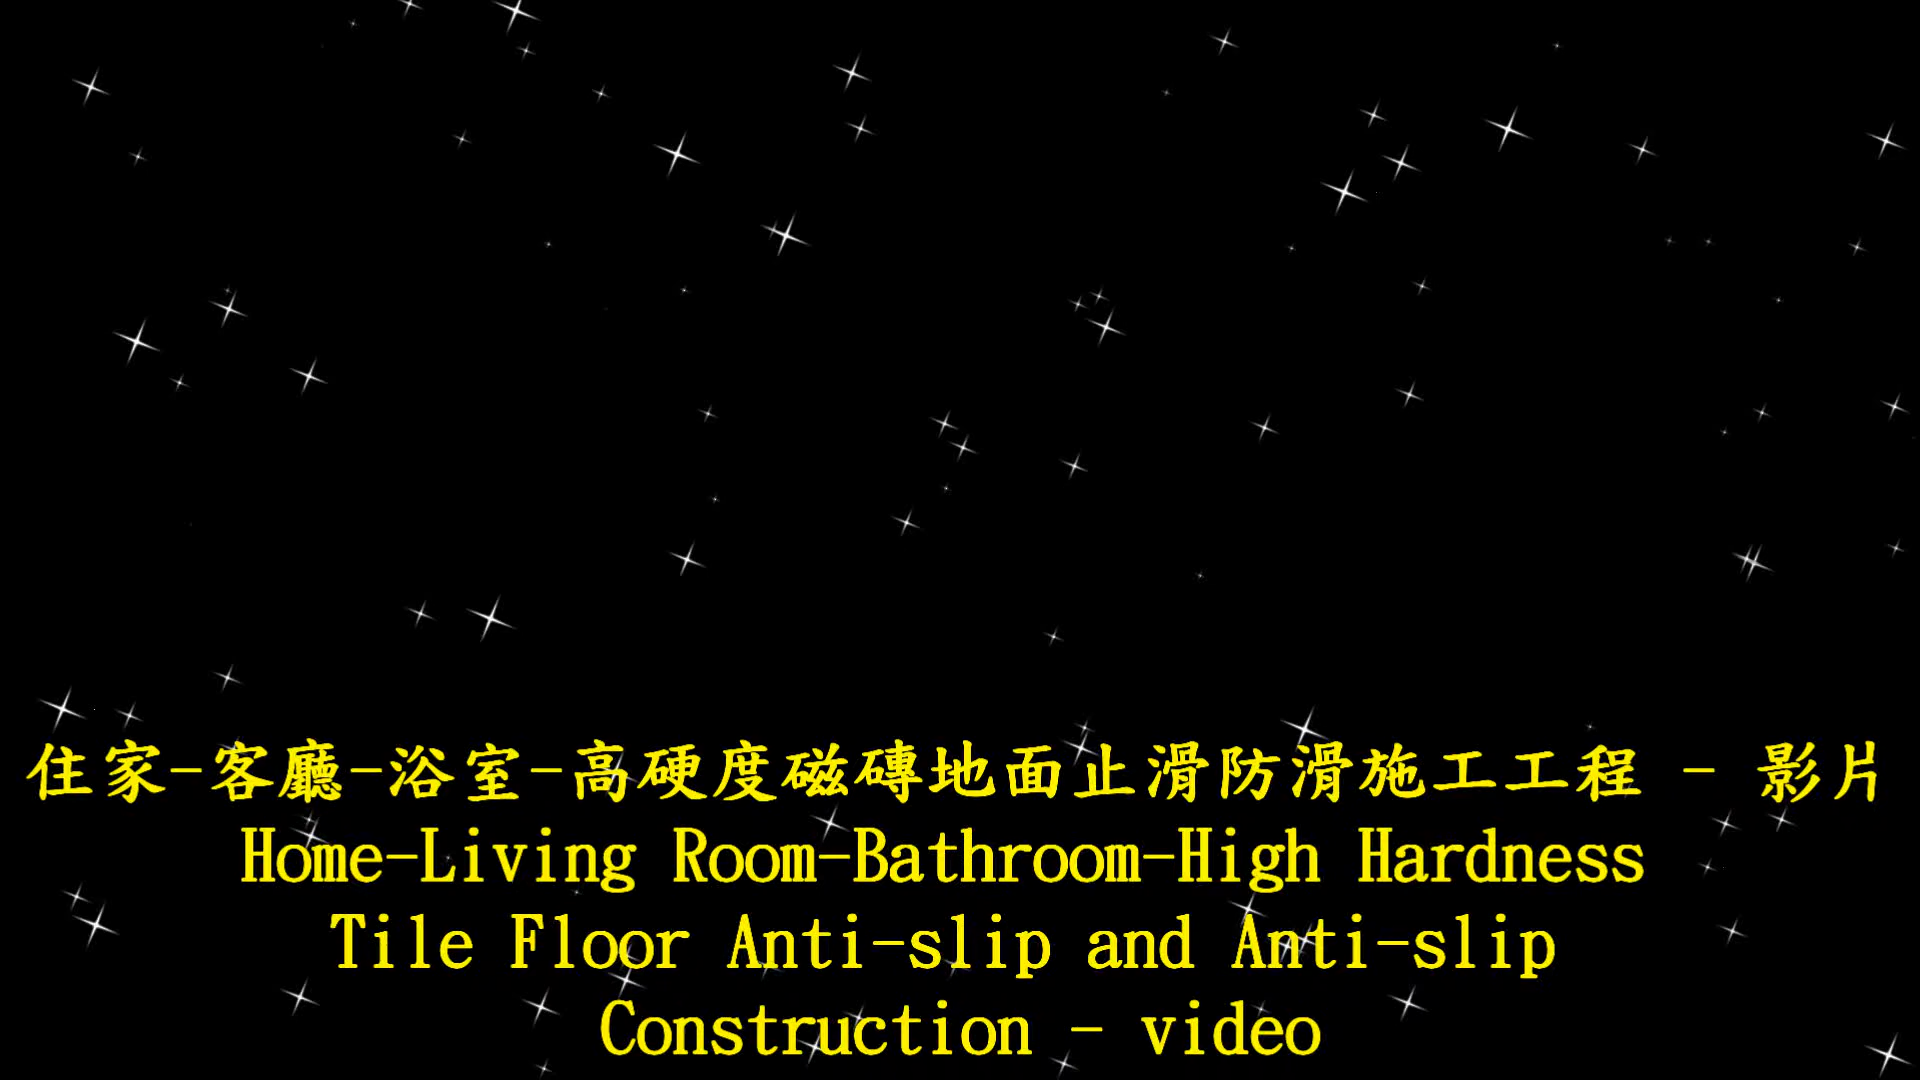 住家-客廳-浴室-高硬度磁磚地面止滑防滑施工工程 - 影片
Home-Living Room-Bathroom-High Hardness
Tile Floor Anti-slip and Anti-slip
Construction - video